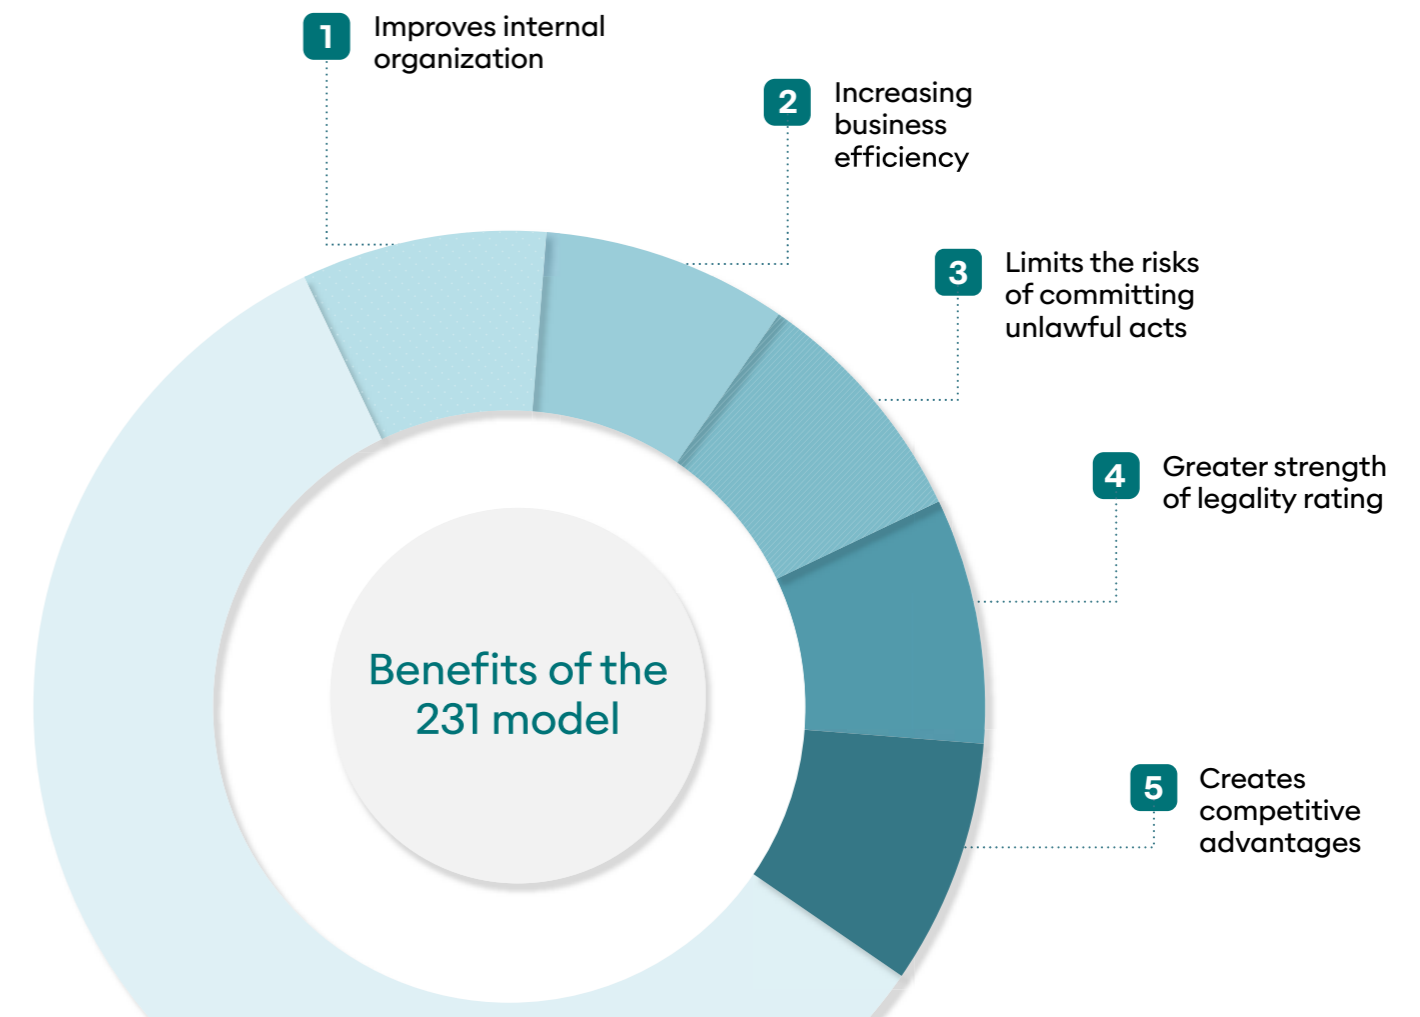 1
Improves internal
organization
2
Increasing
business
efficiency
3
Limits the risks
of committing
unlawful acts
4
Greater strength
of legality rating
Benefits of the
231 model
5
Creates
competitive
advantages